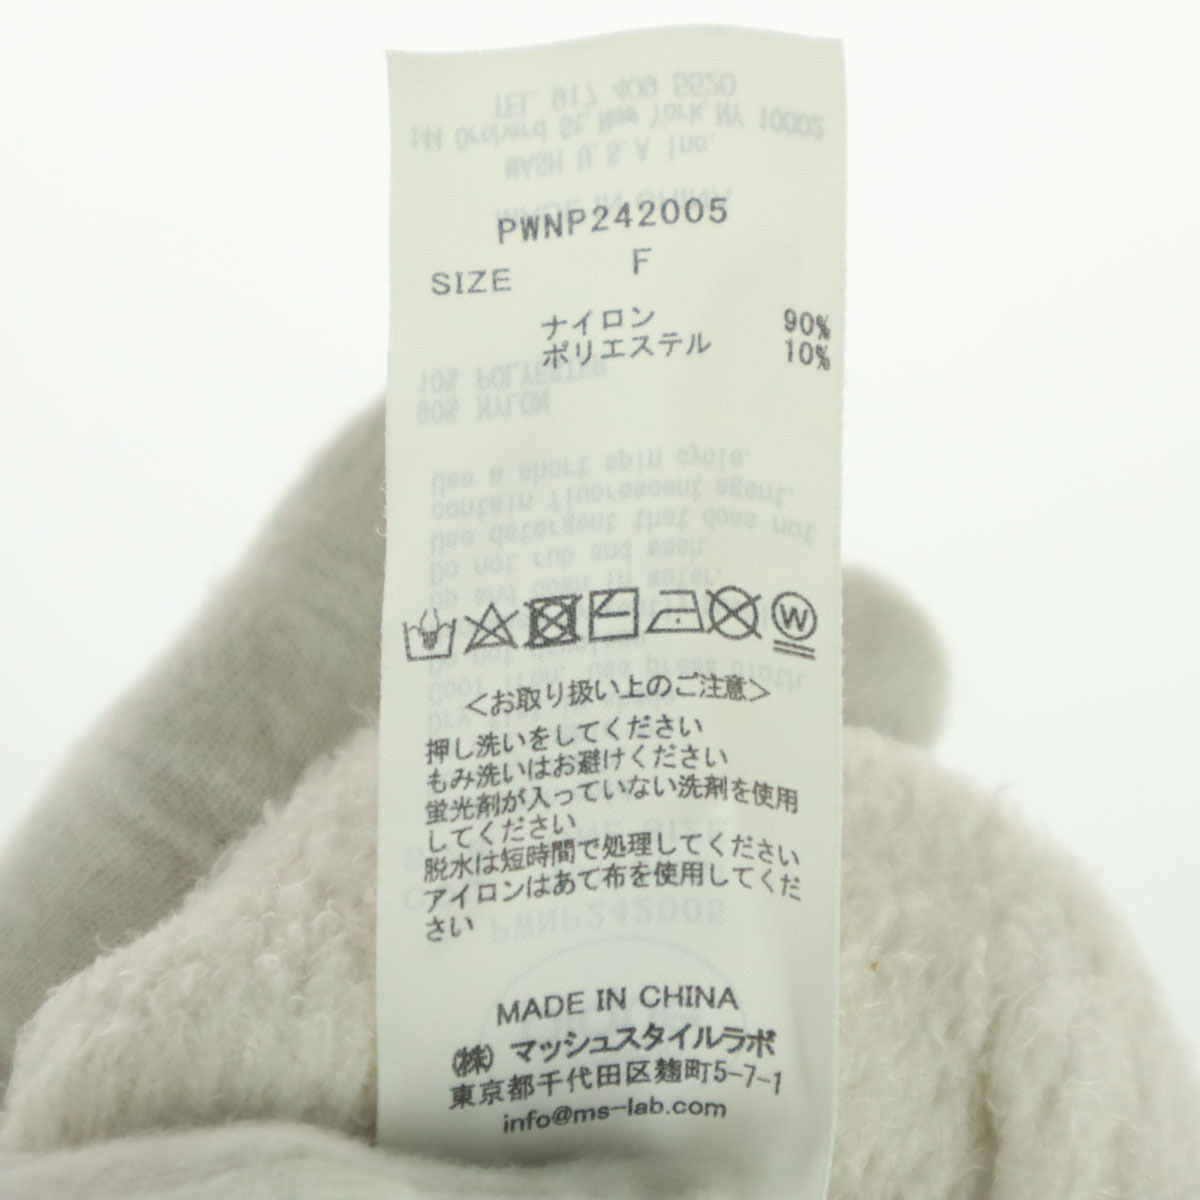 PWNP242005
SIZE F
ナイロン 90%
ポリエステル 10%
W
＜お取り扱い上のご注意＞
押し洗いをしてください
もみ洗いはお避けください
蛍光剤が入っていない洗剤を使用
してください
脱水は短時間で処理してください
アイロンはあて布を使用してくだ
さい
MADE IN CHINA
(株) マッシュスタイルラボ
東京都千代田区麹町5-7-1
info@ms-lab.com